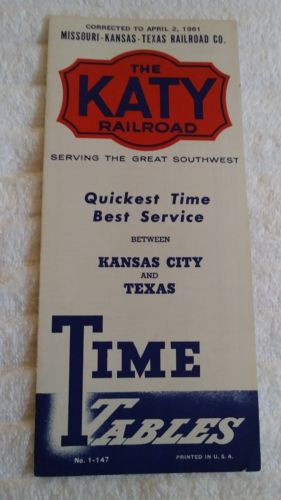 CORRECTED TO APRIL 2, 1961
MISSOURI-KANSAS-TEXAS RAILROAD CO.
THE
KATY
RAILROAD
SERVING THE GREAT SOUTHWEST
Quickest Time
Best Service
BETWEEN
KANSAS CITY
AND
TEXAS
TIME
TABLES
No. 1-147
PRINTED IN U.S.A.